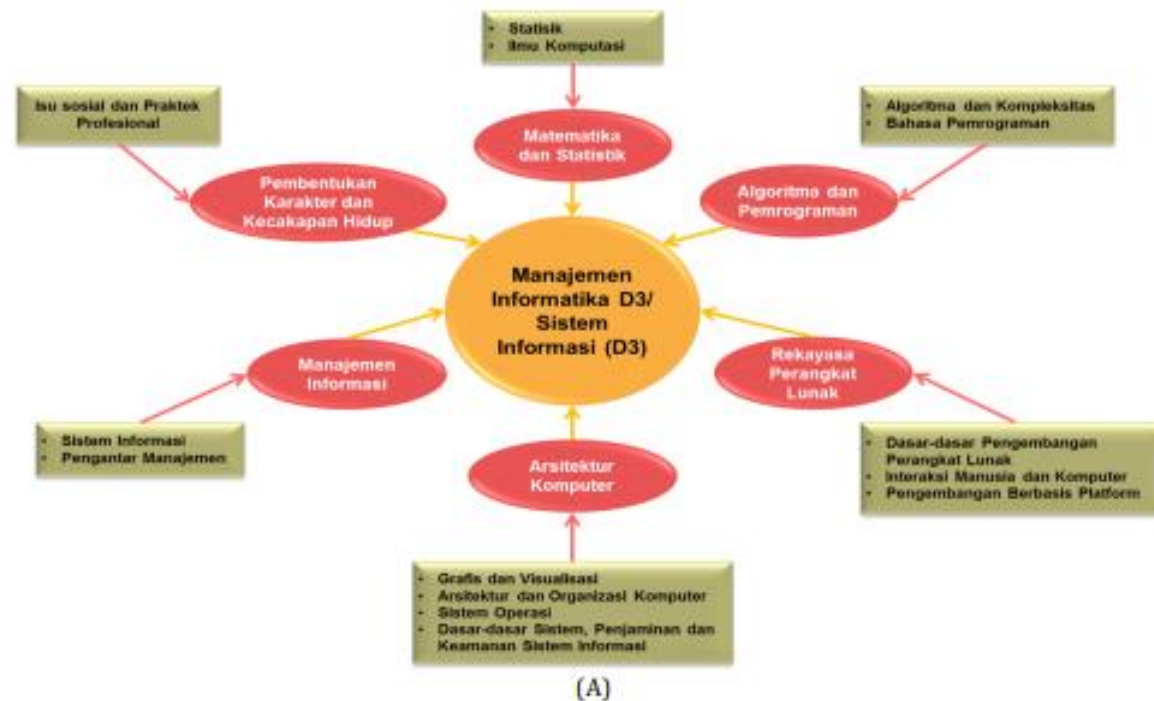 • Statisik
• Ilmu Komputasi
Isu sosial dan Praktek
Profesional
• Algoritma dan Kompleksitas
• Bahasa Pemrograman
Matematika
dan Statistk
Pembentukan
Karakter dan
Kecakapan Hidup
Algoritma dan
Pemrograman
Manajemen
Informatika D3/
Sistem
Informasi (D3)
Manajemen
Informasi
Rekayasa
Perangkat
Lunak
• Sistem Informasi
• Pengantar Manajemen
Arsitektur
Komputer
• Dasar-dasar Pengembangan
Perangkat Lunak
• Interaksi Manusia dan Komputer
• Pengembangan Berbasis Platform
• Grafis dan Visualisasi
• Arsitektur dan Organizasi Komputer
• Sistem Operasi
• Dasar-dasar Sistem, Penjaminan dan
Keamanan Sistem Informasi
(A)